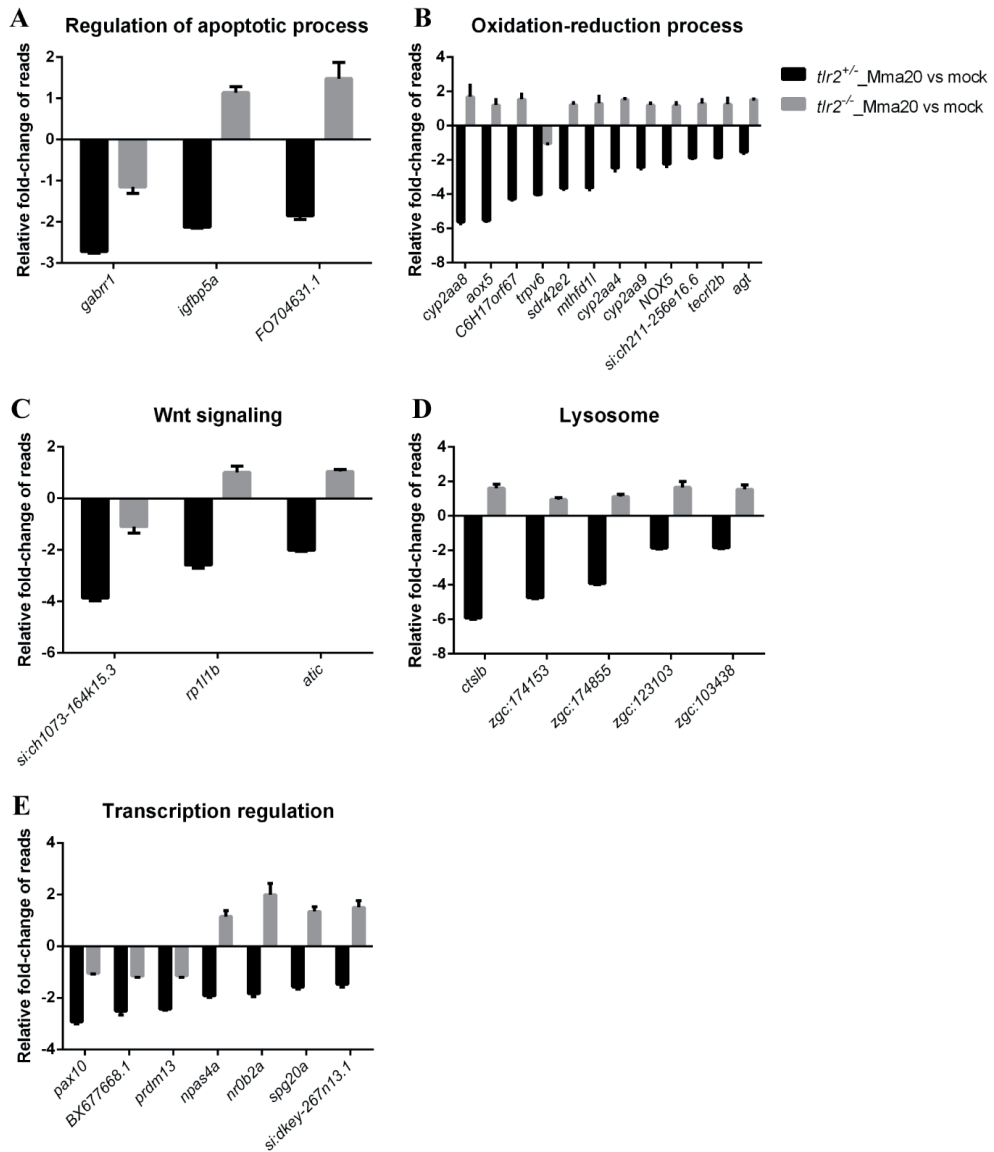 A
Regulation of apoptotic process
Relative fold-change of reads
2
1
0
-1
-2
-3
gabrr1
igfbp5a
FO704631.1
B
Oxidation-reduction process
Relative fold-change of reads
4
2
0
-2
-4
-6
-8
cyp2aa8
aox5
C6H17orf67
trpv6
sdr42e2
mthfd1l
cyp2aa4
cyp2aa9
NOX5
si:ch211-256e16.6
tecrl2b
agt
tlr2+/-_Mma20 vs mock
tlr2-/-_Mma20 vs mock
C
Wnt signaling
Relative fold-change of reads
2
0
-2
-4
-6
si:ch1073-164k15.3
rp1l1b
atic
D
Lysosome
Relative fold-change of reads
4
2
0
-2
-4
-6
-8
ctslb
zgc:174153
zgc:174855
zgc:123103
zgc:103438
E
Transcription regulation
Relative fold-change of reads
4
2
0
-2
-4
pax10
BX677668.1
prdm13
npas4a
nr0b2a
spg20a
si:dkey-267n13.1